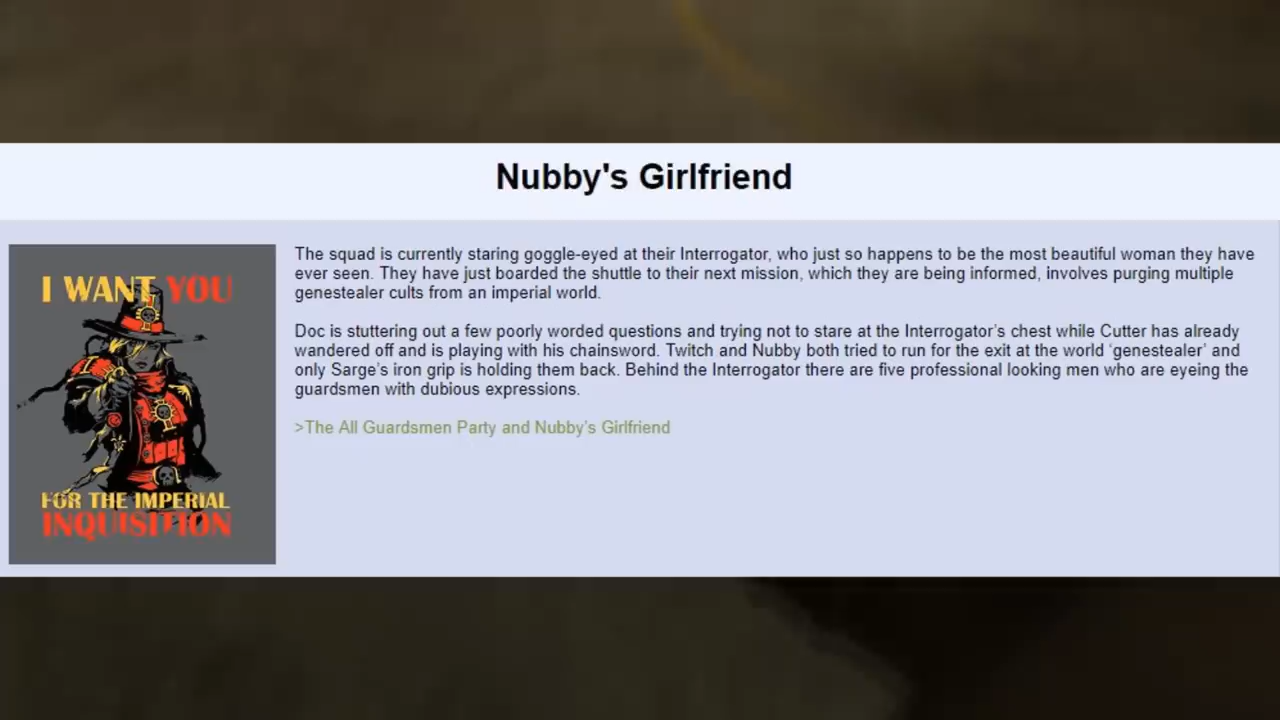 Nubby's Girlfriend
I WANT YOU
FOR THE IMPERIAL
INQUISITION
The squad is currently staring goggle-eyed at their Interrogator, who just so happens to be the most beautiful woman they have
ever seen. They have just boarded the shuttle to their next mission, which they are being informed, involves purging multiple
genestealer cults from an imperial world.
Doc is stuttering out a few poorly worded questions and trying not to stare at the Interrogator’s chest while Cutter has already
wandered off and is playing with his chainsword. Twitch and Nubby both tried to run for the exit at the world ‘genestealer’ and
only Sarge’s iron grip is holding them back. Behind the Interrogator there are five professional looking men who are eyeing the
guardsmen with dubious expressions.
>The All Guardsmen Party and Nubby’s Girlfriend